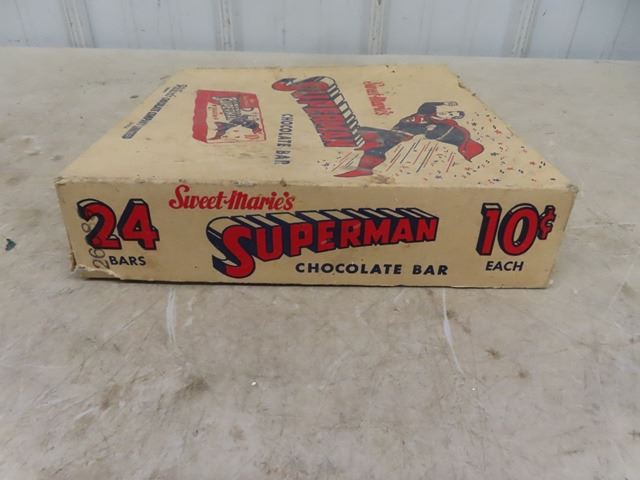 Sweet-Marie's
SUPERMAN
CHOCOLATE BAR
Sweet-Marie's
24
BARS
SUPERMAN
CHOCOLATE BAR
10¢
EACH